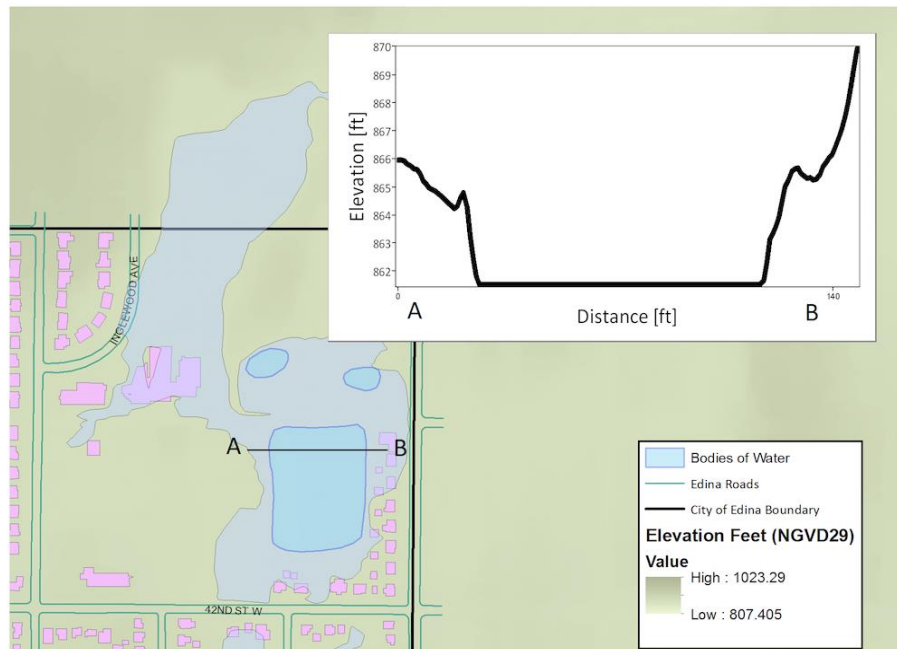 870
869
868
867
866
865
864
863
862
Elevation [ft]
0
140
A
B
Distance [ft]
INGLEWOOD AVE
A
B
42ND ST W
Bodies of Water
Edina Roads
City of Edina Boundary
Elevation Feet (NGVD29)
Value
High : 1023.29
Low : 807.405